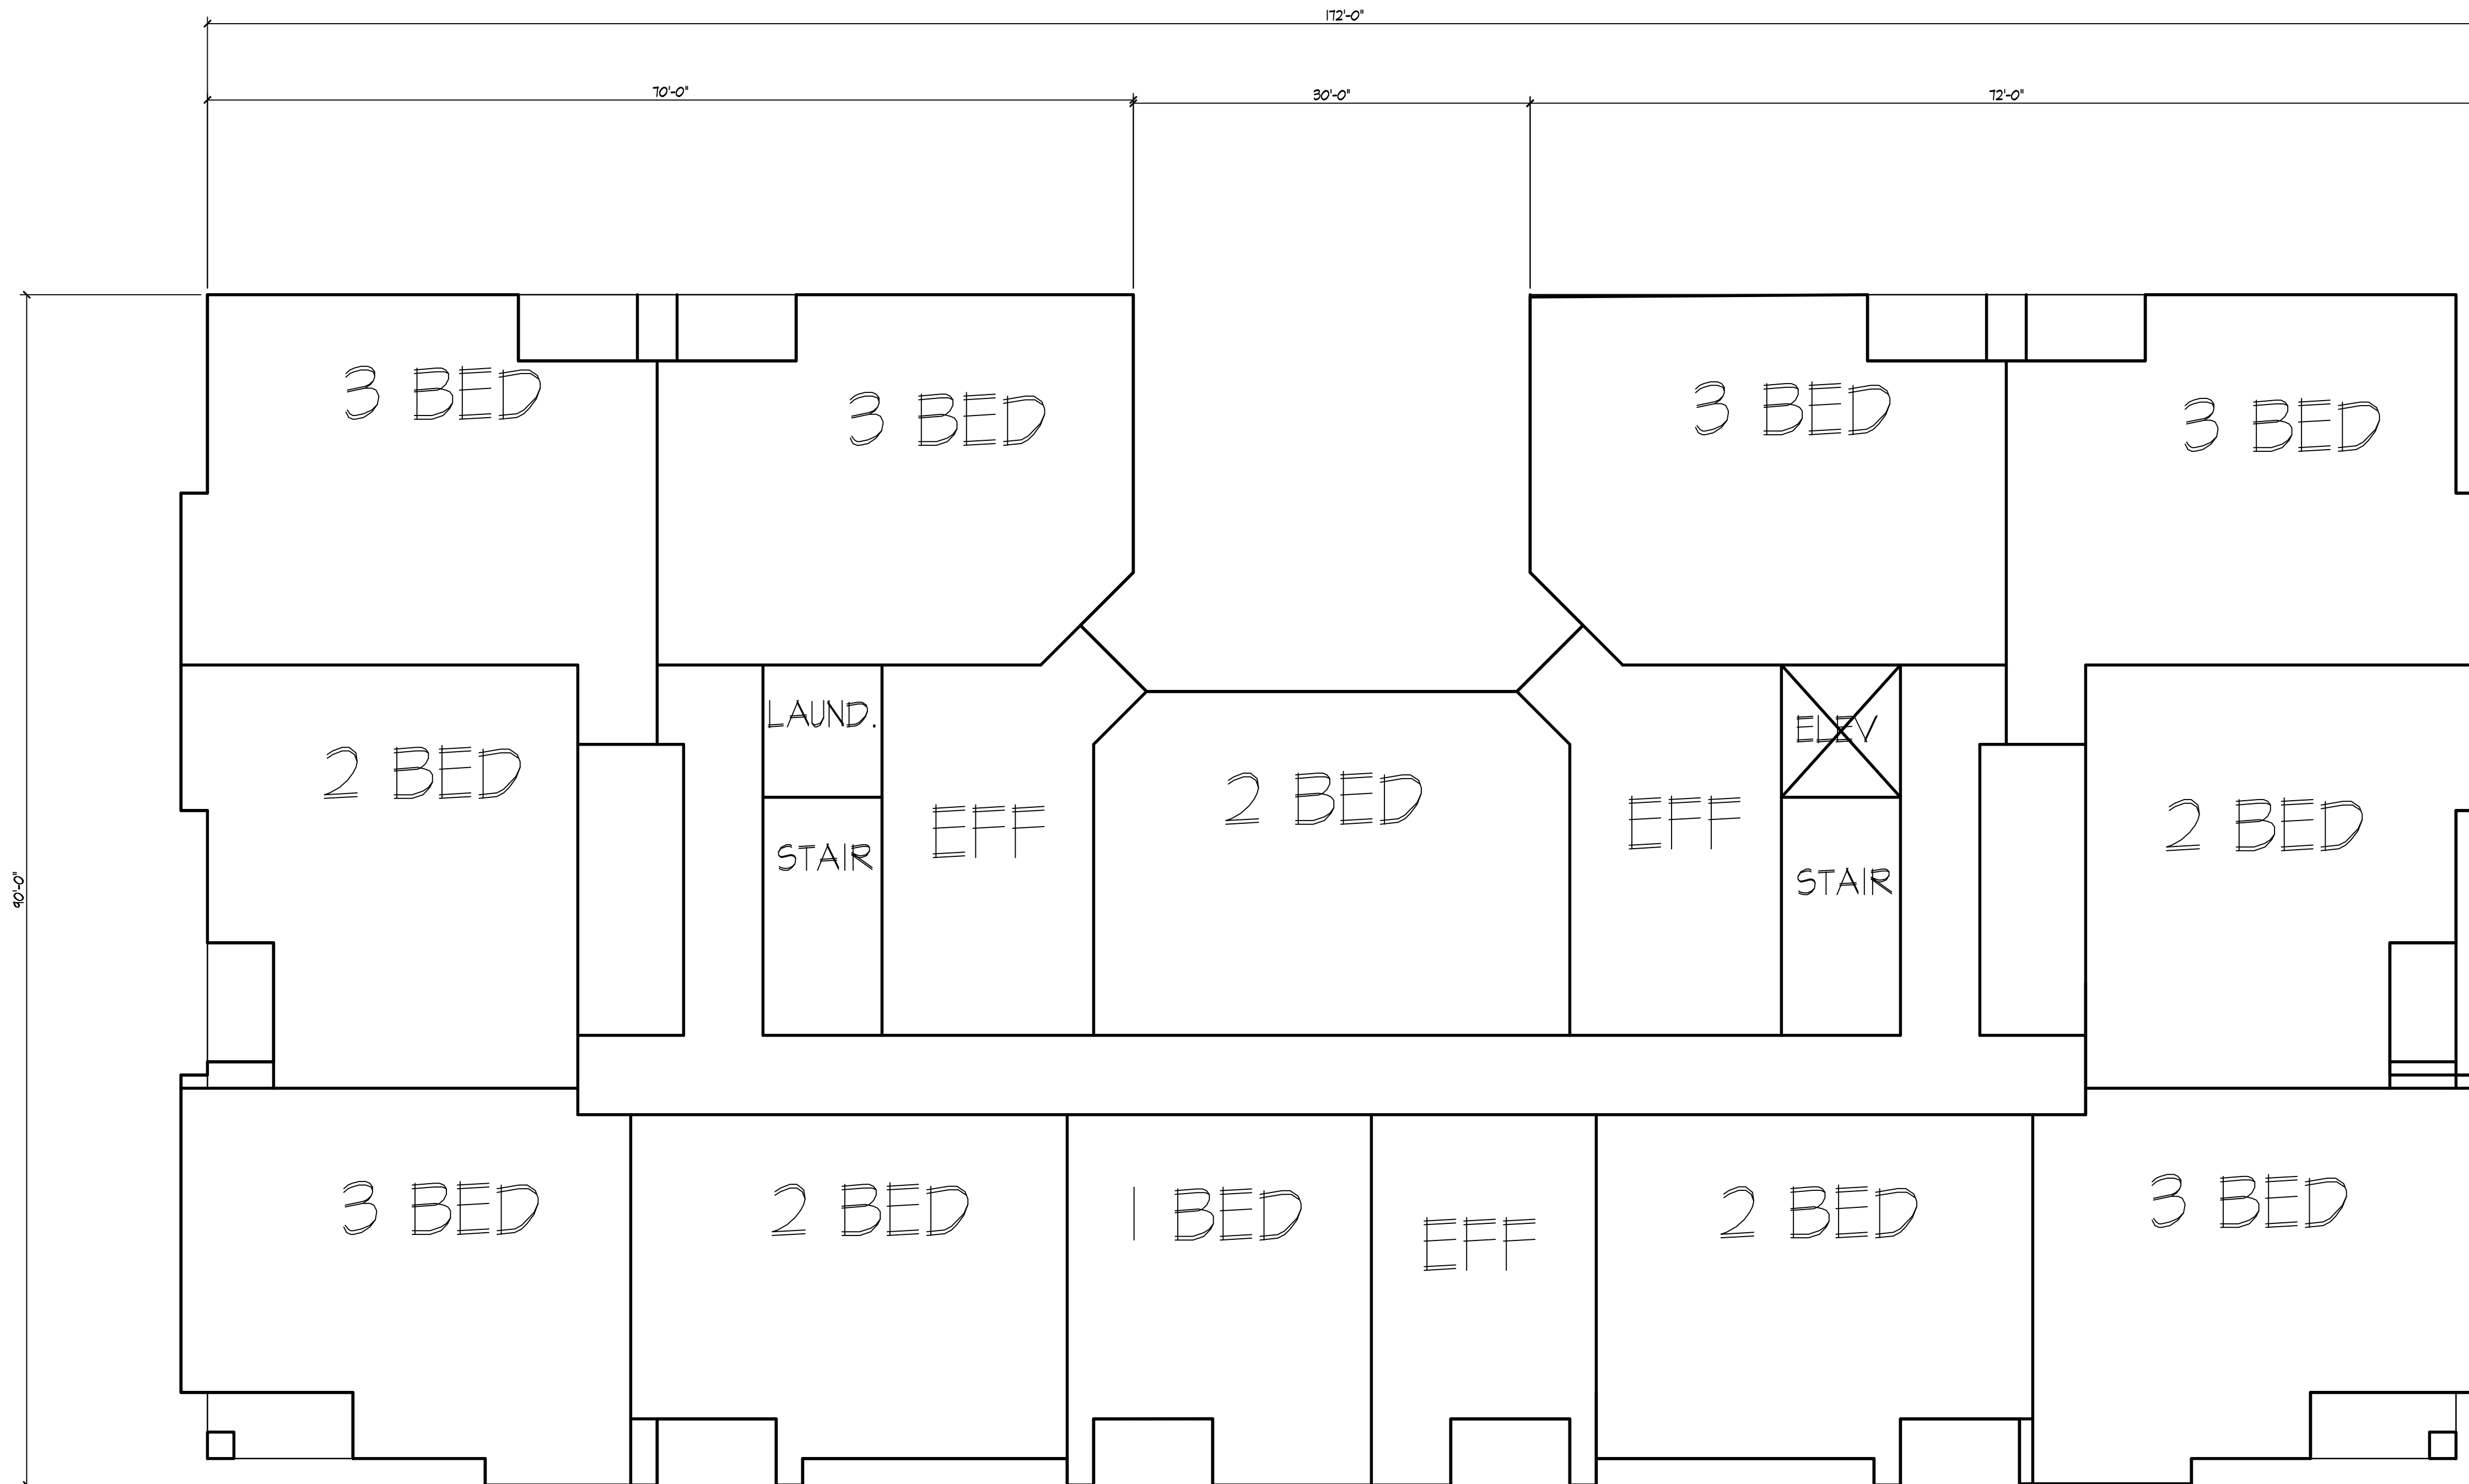 172'-0"
70'-0"
30'-0"
72'-0"
3 BED
3 BED
3 BED
3 BED
LAUND.
ELEV
2 BED
2 BED
EFF
EFF
2 BED
STAIR
STAIR
90'-0"
3 BED
2 BED
1 BED
EFF
2 BED
3 BED